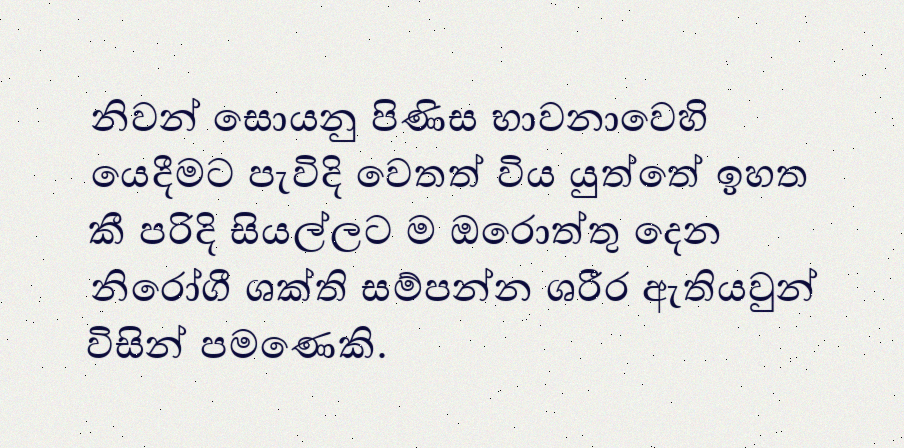 නිවන් සොයනු පිණිස භාවනාවෙහි
යෙදීමට පැවිදි වෙතත් විය යුත්තේ ඉහත
කී පරිදි සියල්ලට ම ඔරොත්තු දෙන
නිරෝගී ශක්ති සම්පන්න ශරීර ඇතියවුන්
විසින් පමණෙකි.